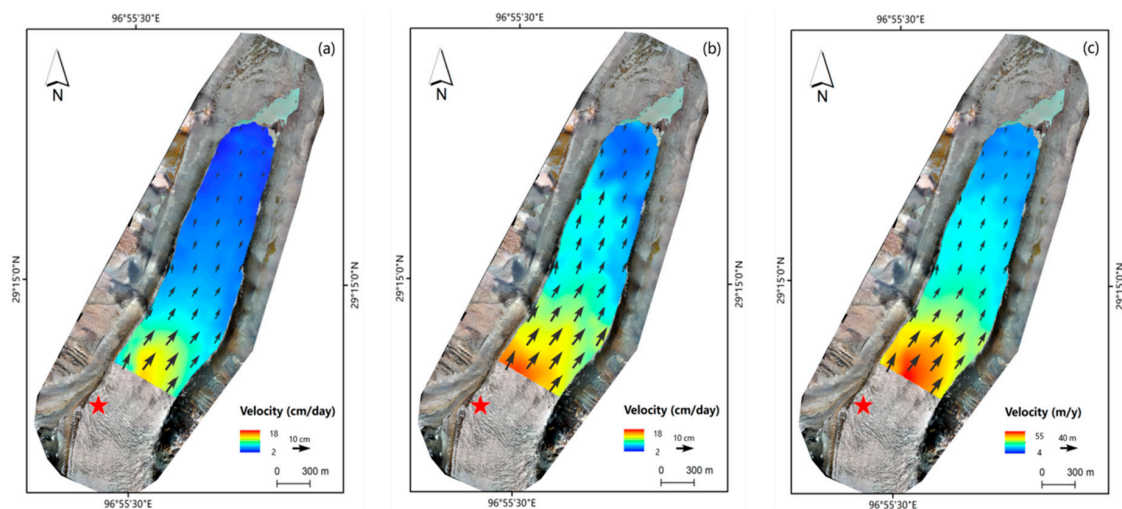 96°55'30"E
(a)
N
29°15'0"N
29°15'0"N
Velocity (cm/day)
18
2
10 cm
0 300 m
96°55'30"E
96°55'30"E
(b)
N
29°15'0"N
29°15'0"N
Velocity (cm/day)
18
2
10 cm
0 300 m
96°55'30"E
96°55'30"E
(c)
N
29°15'0"N
29°15'0"N
Velocity (m/y)
55
4
40 m
0 300 m
96°55'30"E